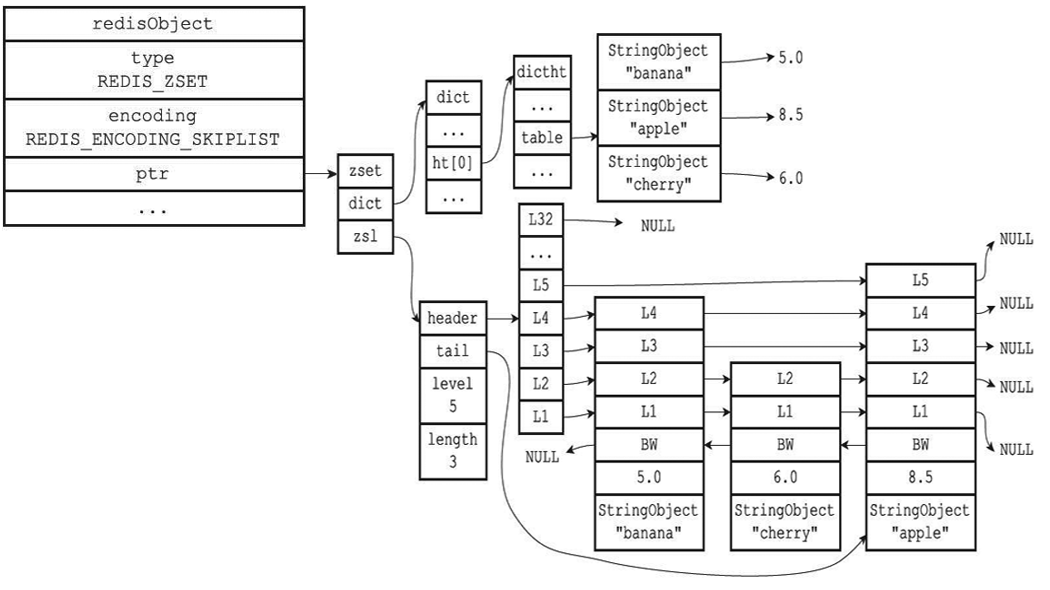 redisObject
type
REDIS_ZSET
encoding
REDIS_ENCODING_SKIPLIST
ptr
...
zset
dict
zsl
dict
...
ht[0]
...
dictht
...
table
...
StringObject
"banana"
StringObject
"apple"
StringObject
"cherry"
5.0
8.5
6.0
header
tail
level
5
length
3
L32
...
L5
L4
L3
L2
L1
NULL
NULL
L4
L3
L2
L1
BW
5.0
StringObject
"banana"
L2
L1
BW
6.0
StringObject
"cherry"
L5
L4
L3
L2
L1
BW
8.5
StringObject
"apple"
NULL
NULL
NULL
NULL
NULL